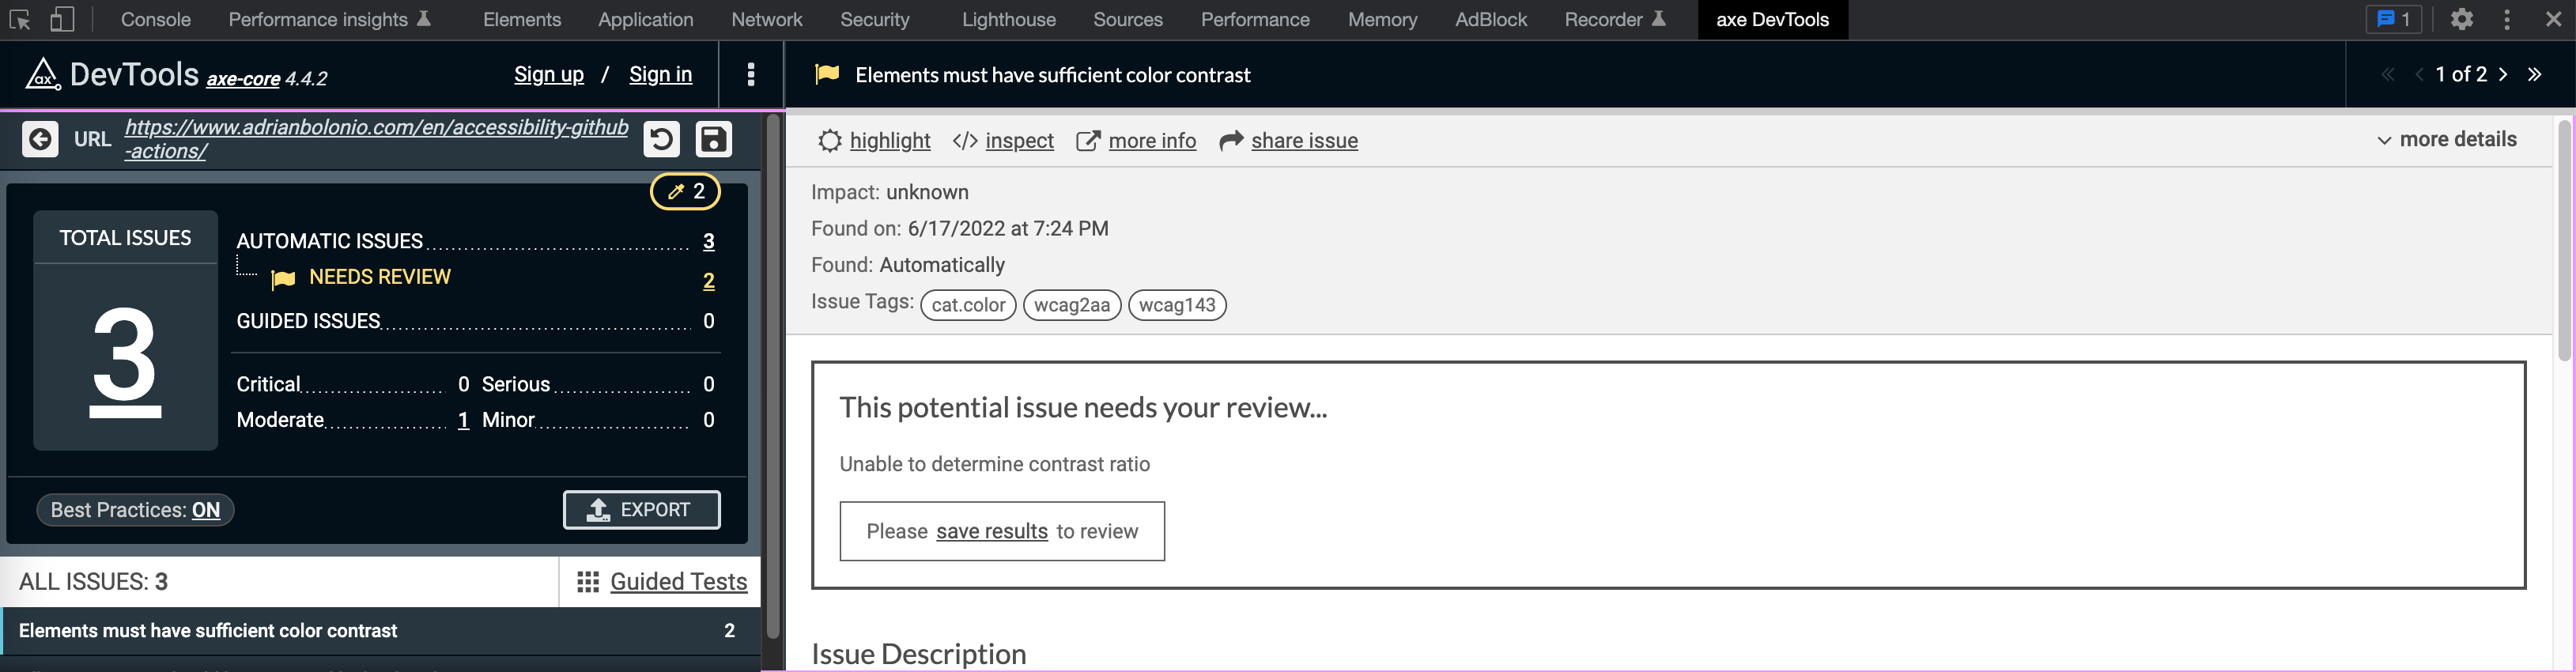 Console Performance insights Elements Application Network Security Lighthouse Sources Performance Memory AdBlock Recorder axe DevTools 1
ax DevTools axe-core 4.4.2 Sign up / Sign in
Elements must have sufficient color contrast 1 of 2
URL https://www.adrianbolonio.com/en/accessibility-github
-actions/
highlight inspect more info share issue more details
2
TOTAL ISSUES
3
AUTOMATIC ISSUES 3
NEEDS REVIEW 2
GUIDED ISSUES 0
Critical 0 Serious 0
Moderate 1 Minor 0
Best Practices: ON EXPORT
ALL ISSUES: 3 Guided Tests
Elements must have sufficient color contrast 2
Impact: unknown
Found on: 6/17/2022 at 7:24 PM
Found: Automatically
Issue Tags: cat.color wcag2aa wcag143
This potential issue needs your review...
Unable to determine contrast ratio
Please save results to review
Issue Description